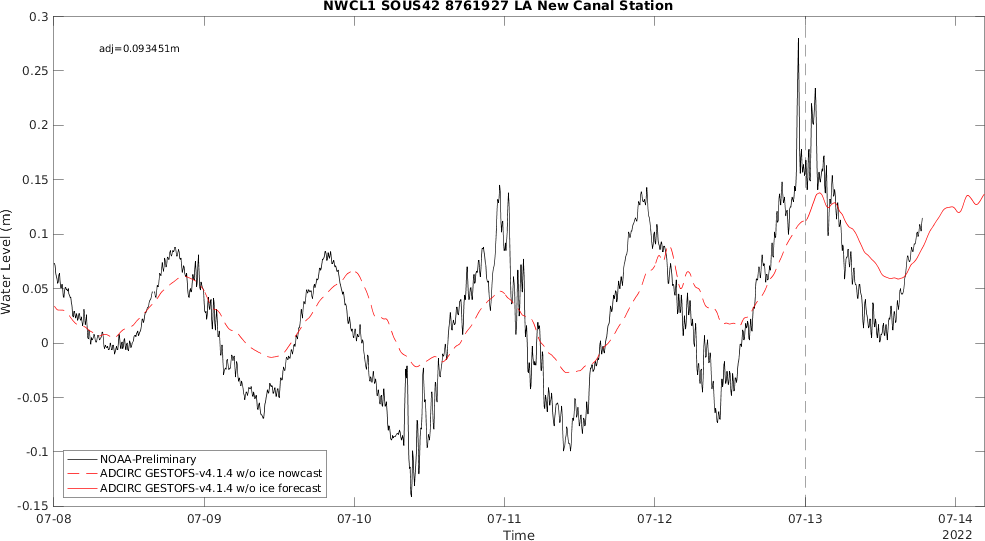 NWCL1 SOUS42 8761927 LA New Canal Station
adj=0.093451m
0.3
0.25
0.2
0.15
0.1
0.05
0
-0.05
-0.1
-0.15
Water Level (m)
NOAA-Preliminary
ADCIRC GESTOFS-v4.1.4 w/o ice nowcast
ADCIRC GESTOFS-v4.1.4 w/o ice forecast
07-08 07-09 07-10 07-11 07-12 07-13 07-14
Time
2022